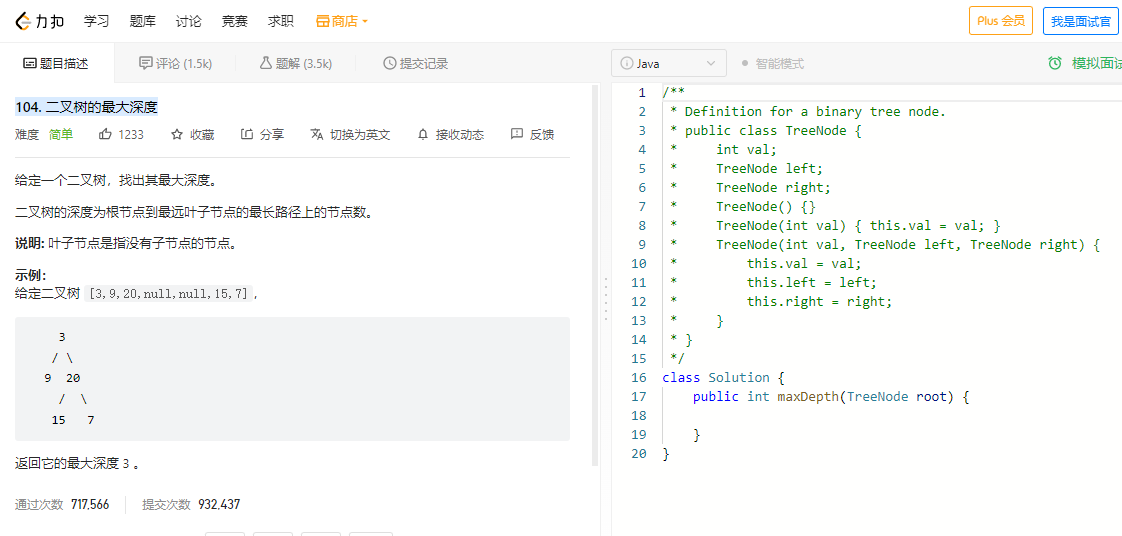 力扣 学习 题库 讨论 竞赛 求职 商店 Plus 会员 我是面试官
题目描述 评论 (1.5k) 题解 (3.5k) 提交记录
104. 二叉树的最大深度
难度 简单 1233 收藏 分享 切换为英文 接收动态 反馈
给定一个二叉树，找出其最大深度。
二叉树的深度为根节点到最远叶子节点的最长路径上的节点数。
说明: 叶子节点是指没有子节点的节点。
示例：
给定二叉树 [3,9,20,null,null,15,7]，
3
/ \
9 20
/ \
15 7
返回它的最大深度 3 。
通过次数 717,566 提交次数 932,437
Java 智能模式 模拟面试
1 /**
2 * Definition for a binary tree node.
3 * public class TreeNode {
4 *     int val;
5 *     TreeNode left;
6 *     TreeNode right;
7 *     TreeNode() {}
8 *     TreeNode(int val) { this.val = val; }
9 *     TreeNode(int val, TreeNode left, TreeNode right) {
10 *         this.val = val;
11 *         this.left = left;
12 *         this.right = right;
13 *     }
14 * }
15 */
16 class Solution {
17     public int maxDepth(TreeNode root) {
18
19     }
20 }